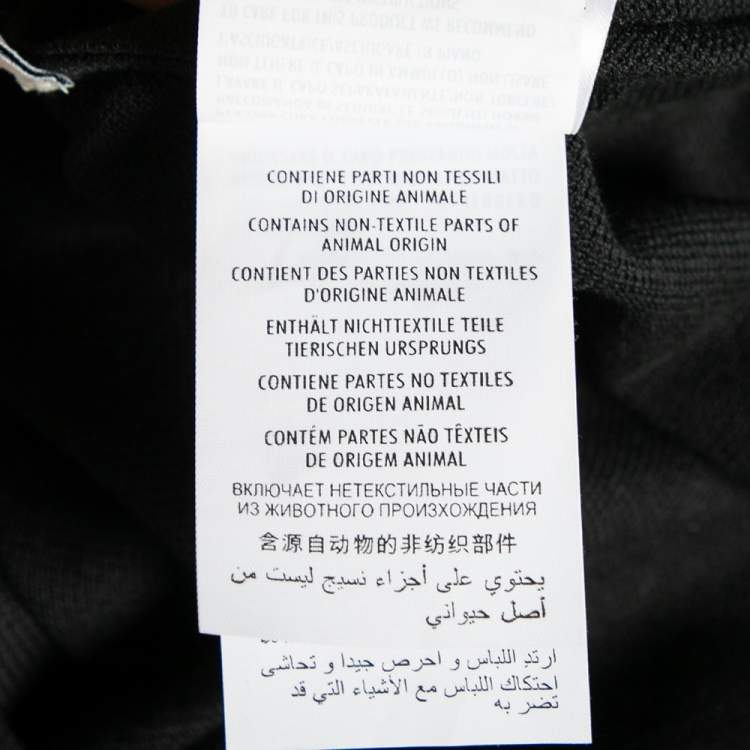 CONTIENE PARTI NON TESSILI
DI ORIGINE ANIMALE
CONTAINS NON-TEXTILE PARTS OF
ANIMAL ORIGIN
CONTIENT DES PARTIES NON TEXTILES
D'ORIGINE ANIMALE
ENTHÄLT NICHTTEXTILE TEILE
TIERISCHEN URSPRUNGS
CONTIENE PARTES NO TEXTILES
DE ORIGEN ANIMAL
CONTÉM PARTES NÃO TÊXTEIS
DE ORIGEM ANIMAL
ВКЛЮЧАЕТ НЕТЕКСТИЛЬНЫЕ ЧАСТИ
ИЗ ЖИВОТНОГО ПРОИЗХОЖДЕНИЯ
含源自动物的非纺织部件
يحتوي على أجزاء نسيج ليست من
أصل حيواني
ارتدِ اللباس و احرص جيدا و تحاشى
احتكاك اللباس مع الأشياء التي قد
تضر به